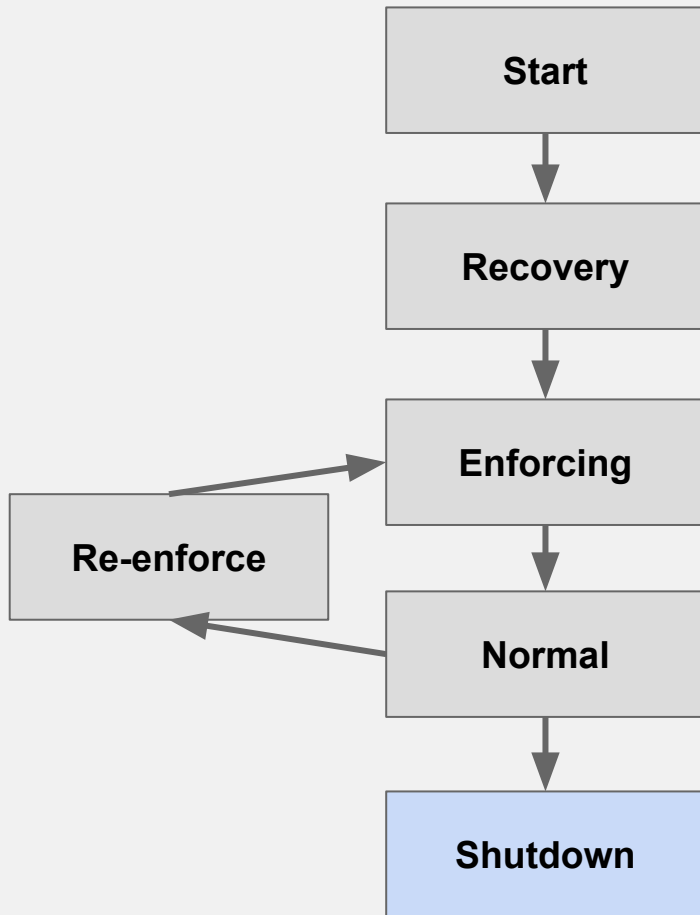 Start
Recovery
Enforcing
Re-enforce
Normal
Shutdown